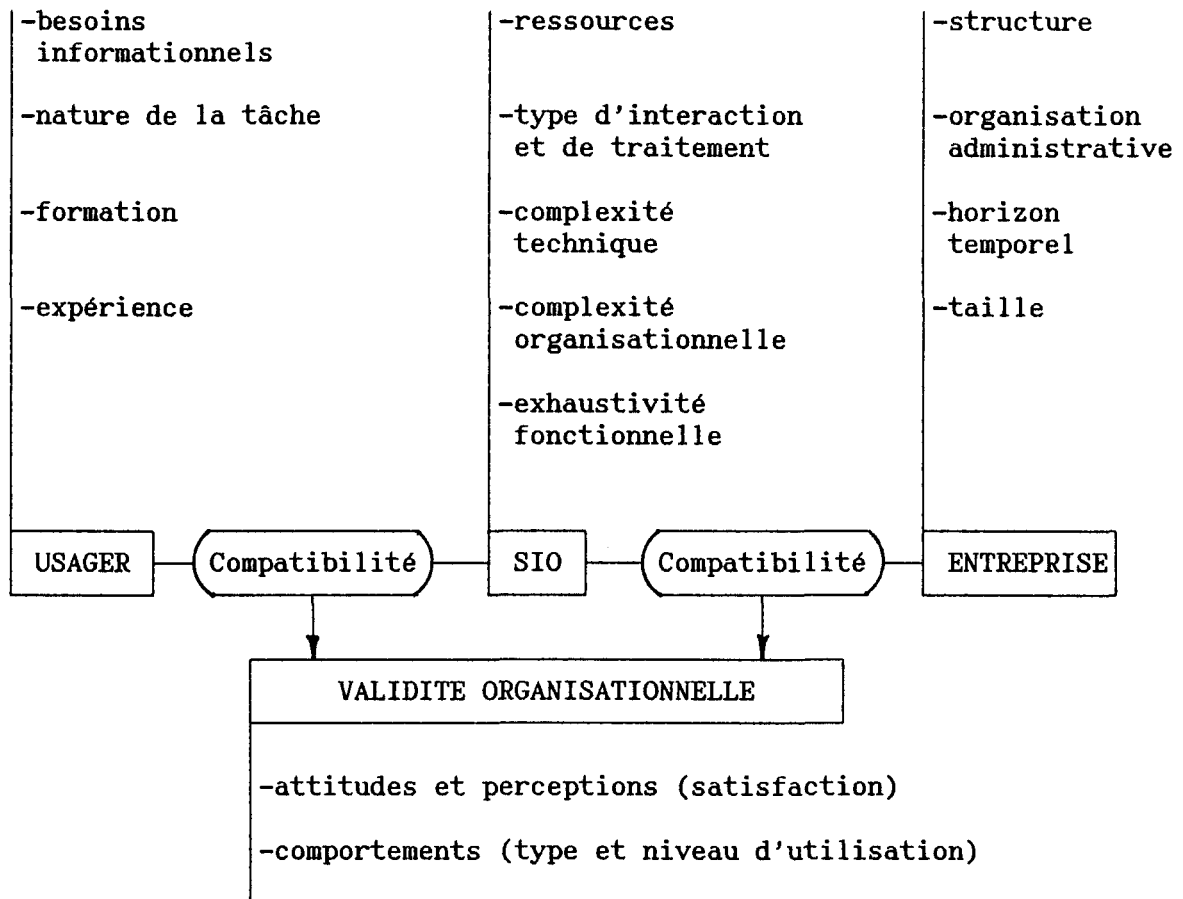 -besoins
informationnels
-nature de la tâche
-formation
-expérience
-ressources
-type d'interaction
et de traitement
-complexité
technique
-complexité
organisationnelle
-exhaustivité
fonctionnelle
-structure
-organisation
administrative
-horizon
temporel
-taille
USAGER
Compatibilité
SIO
Compatibilité
ENTREPRISE
VALIDITE ORGANISATIONNELLE
-attitudes et perceptions (satisfaction)
-comportements (type et niveau d'utilisation)